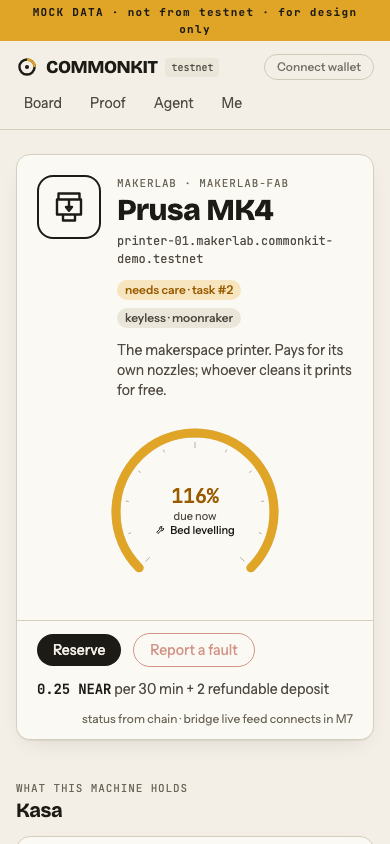 MOCK DATA · not from testnet · for design
only
COMMONKIT testnet Connect wallet
Board Proof Agent Me
MAKERLAB · MAKERLAB-FAB
Prusa MK4
printer-01.makerlab.commonkit-
demo.testnet
needs care · task #2
keyless · moonraker
The makerspace printer. Pays for its
own nozzles; whoever cleans it prints
for free.
116%
due now
Bed levelling
Reserve Report a fault
0.25 NEAR per 30 min + 2 refundable deposit
status from chain · bridge live feed connects in M7
WHAT THIS MACHINE HOLDS
Kasa